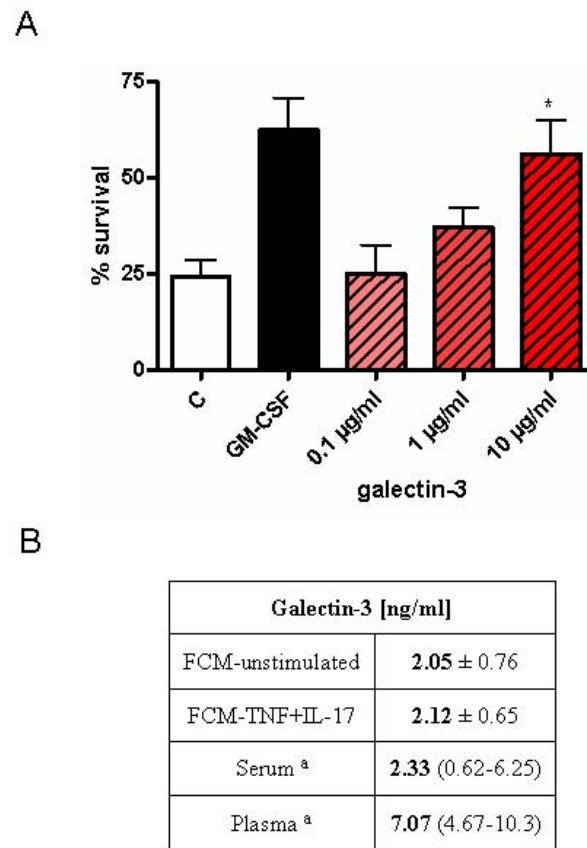 A
75
50
25
0
% survival
*
C
GM-CSF
0.1 µg/ml
1 µg/ml
10 µg/ml
galectin-3
B
Galectin-3 [ng/ml]
FCM-unstimulated 2.05 ± 0.76
FCM-TNF+IL-17 2.12 ± 0.65
Serum ª 2.33 (0.62-6.25)
Plasma ª 7.07 (4.67-10.3)